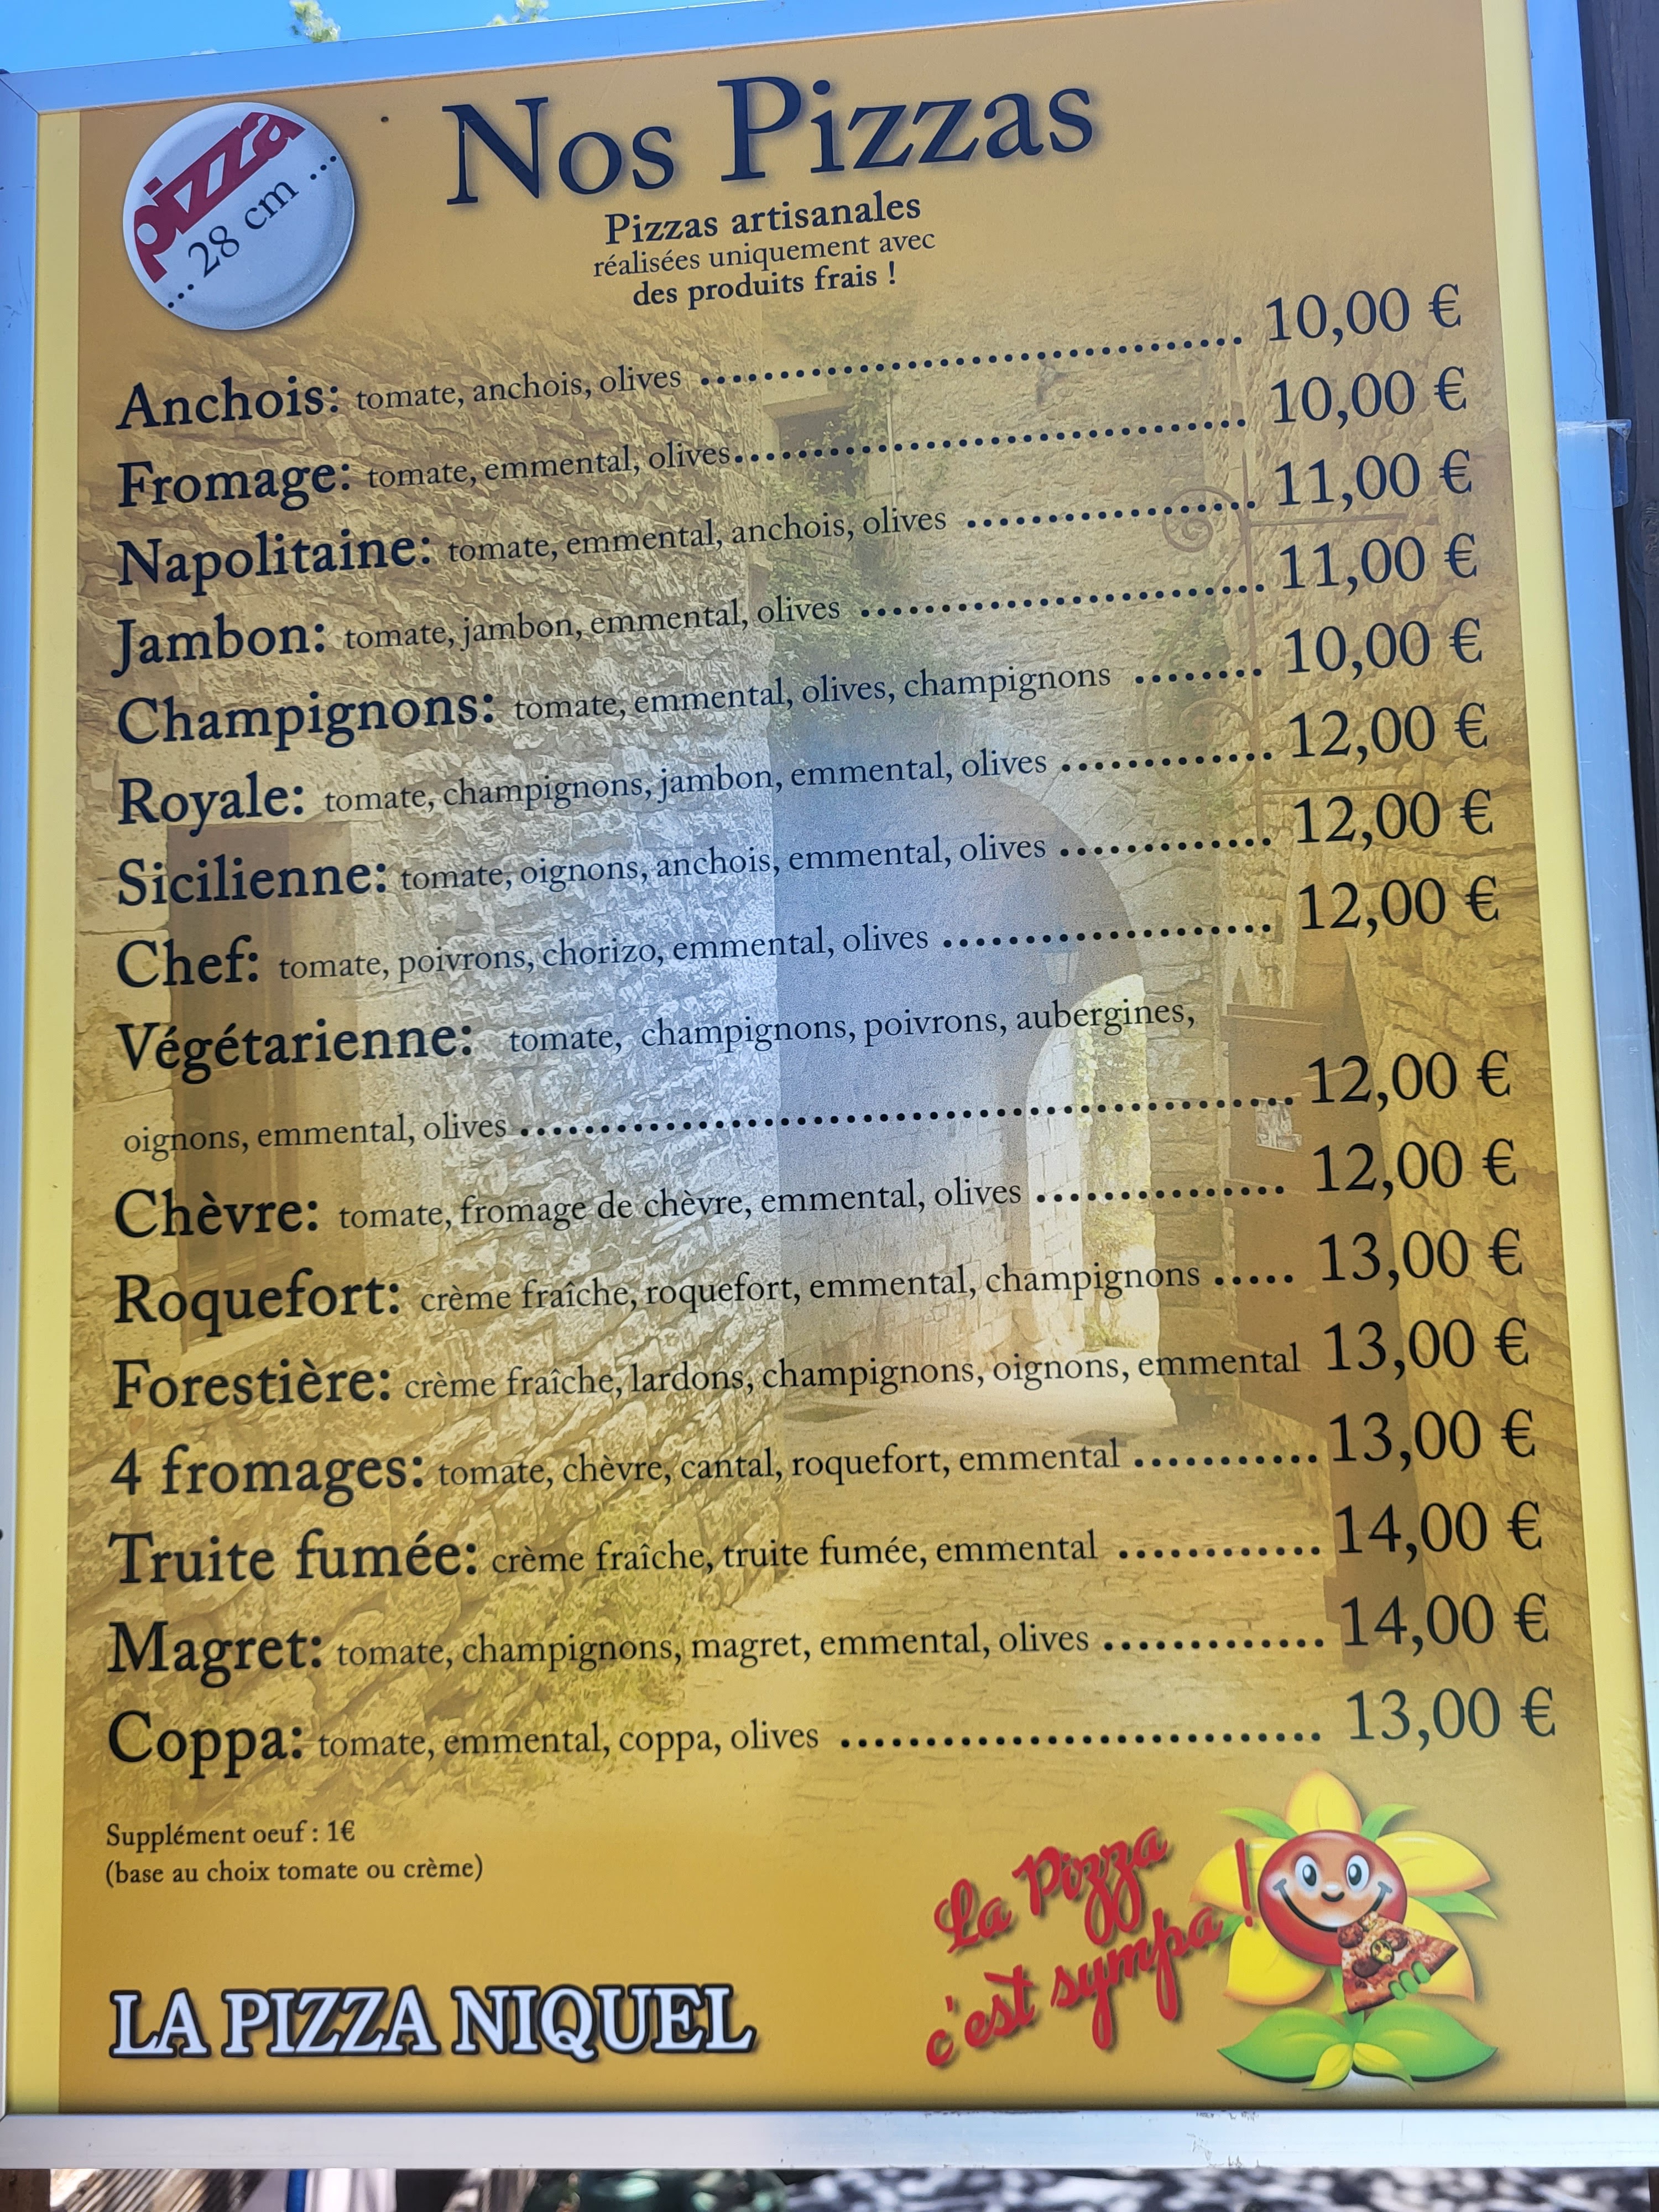 pizza
... 28 cm ...
Nos Pizzas
Pizzas artisanales
réalisées uniquement avec
des produits frais !
Anchois: tomate, anchois, olives .......... 10,00 €
Fromage: tomate, emmental, olives.......... 10,00 €
Napolitaine: tomate, emmental, anchois, olives .......... 11,00 €
Jambon: tomate, jambon, emmental, olives .......... 11,00 €
Champignons: tomate, emmental, olives, champignons ........ 10,00 €
Royale: tomate, champignons, jambon, emmental, olives .......... 12,00 €
Sicilienne: tomate, oignons, anchois, emmental, olives .......... 12,00 €
Chef: tomate, poivrons, chorizo, emmental, olives .......... 12,00 €
Végétarienne: tomate, champignons, poivrons, aubergines,
oignons, emmental, olives .......... 12,00 €
Chèvre: tomate, fromage de chèvre, emmental, olives .......... 12,00 €
Roquefort: crème fraîche, roquefort, emmental, champignons ..... 13,00 €
Forestière: crème fraîche, lardons, champignons, oignons, emmental 13,00 €
4 fromages: tomate, chèvre, cantal, roquefort, emmental .......... 13,00 €
Truite fumée: crème fraîche, truite fumée, emmental .......... 14,00 €
Magret: tomate, champignons, magret, emmental, olives .......... 14,00 €
Coppa: tomate, emmental, coppa, olives .......... 13,00 €
Supplément oeuf : 1€
(base au choix tomate ou crème)
La Pizza
c'est sympa !
LA PIZZA NIQUEL